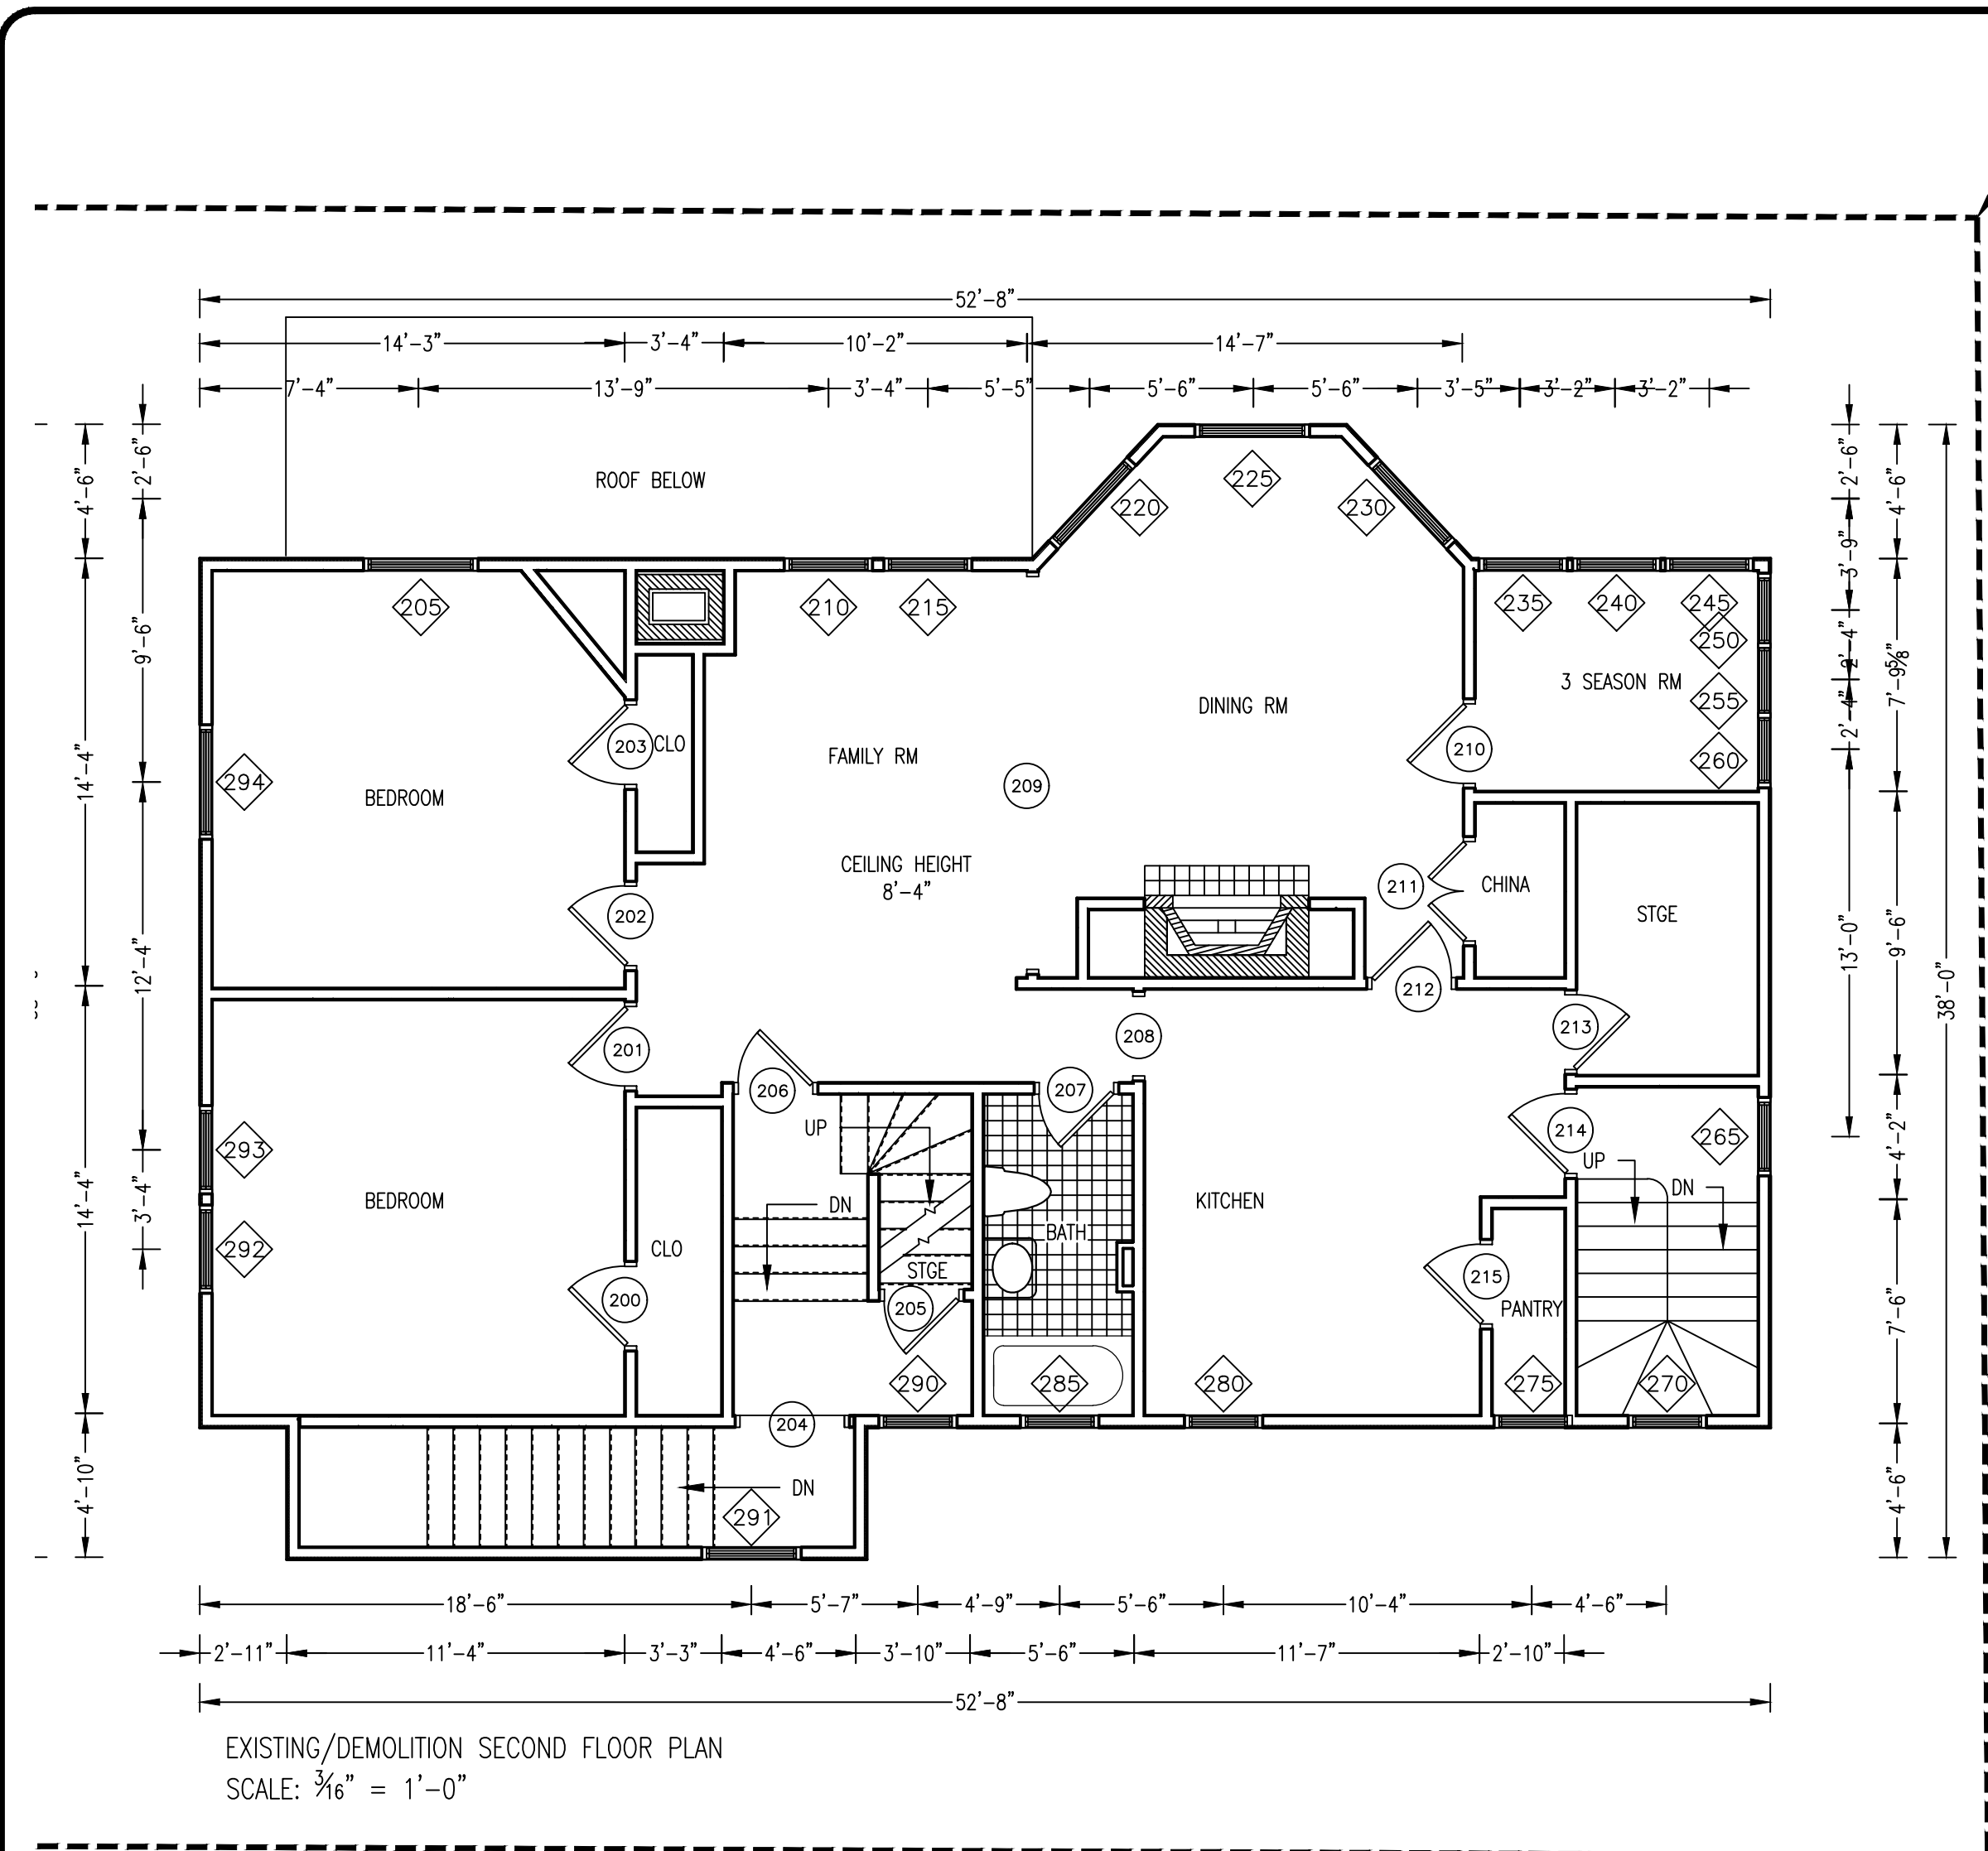 52'-8"
14'-3" 3'-4" 10'-2" 14'-7"
7'-4" 13'-9" 3'-4" 5'-5" 5'-6" 5'-6" 3'-5" 3'-2" 3'-2"
4'-6"
14'-4"
14'-4"
4'-10"
2'-6"
9'-6"
12'-4"
3'-4"
ROOF BELOW
220 225 230
205 210 215 235 240 245
250
3 SEASON RM
255
260
DINING RM
203 CLO
FAMILY RM
210
294
BEDROOM
209
CEILING HEIGHT
8'-4"
211
CHINA
STGE
202
212
201
208
213
206
207
UP
214
265
293
UP
DN
BEDROOM
DN
KITCHEN
BATH
292
CLO
STGE
215
200
205
PANTRY
290 285 280 275 270
204
DN
291
2'-6"
3'-9"
2'-4"
2'-4"
13'-0"
4'-6"
7'-9⅝"
9'-6"
4'-2"
7'-6"
4'-6"
38'-0"
18'-6" 5'-7" 4'-9" 5'-6" 10'-4" 4'-6"
2'-11" 11'-4" 3'-3" 4'-6" 3'-10" 5'-6" 11'-7" 2'-10"
52'-8"
EXISTING/DEMOLITION SECOND FLOOR PLAN
SCALE: 3/16" = 1'-0"